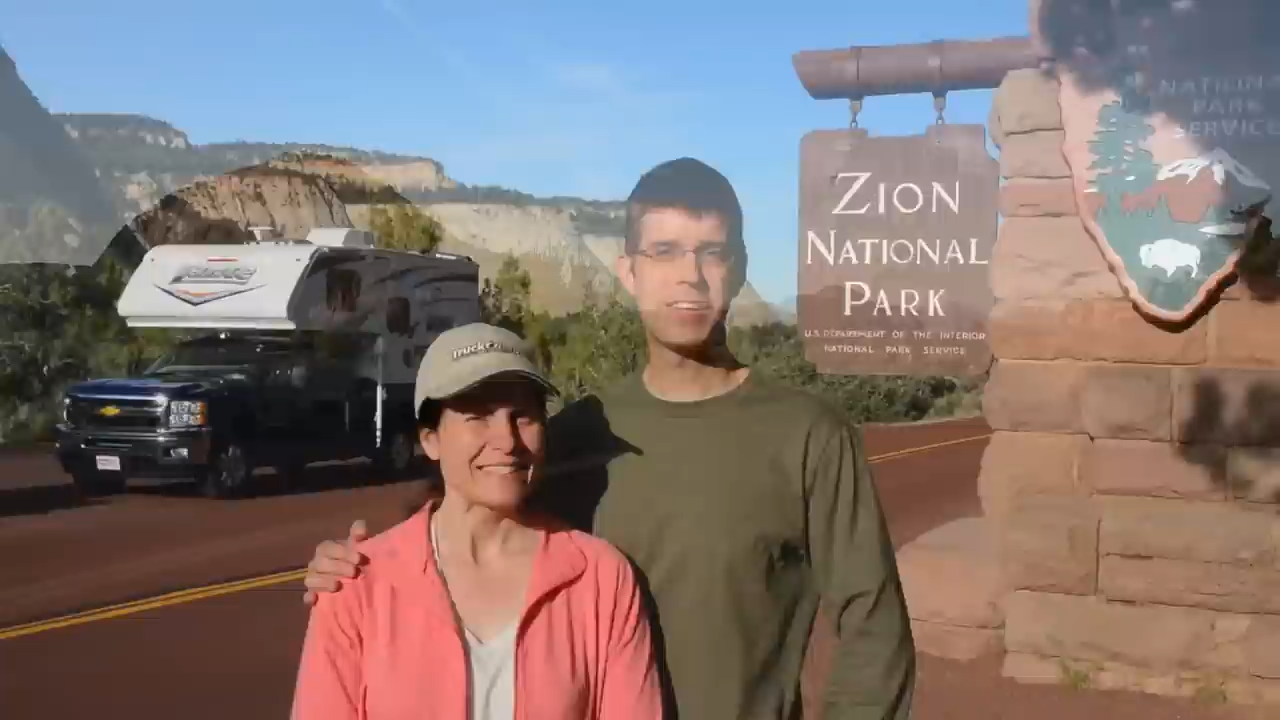 ZION
NATIONAL
PARK
U.S. DEPARTMENT OF THE INTERIOR
NATIONAL PARK SERVICE
NATIONAL
PARK
SERVICE